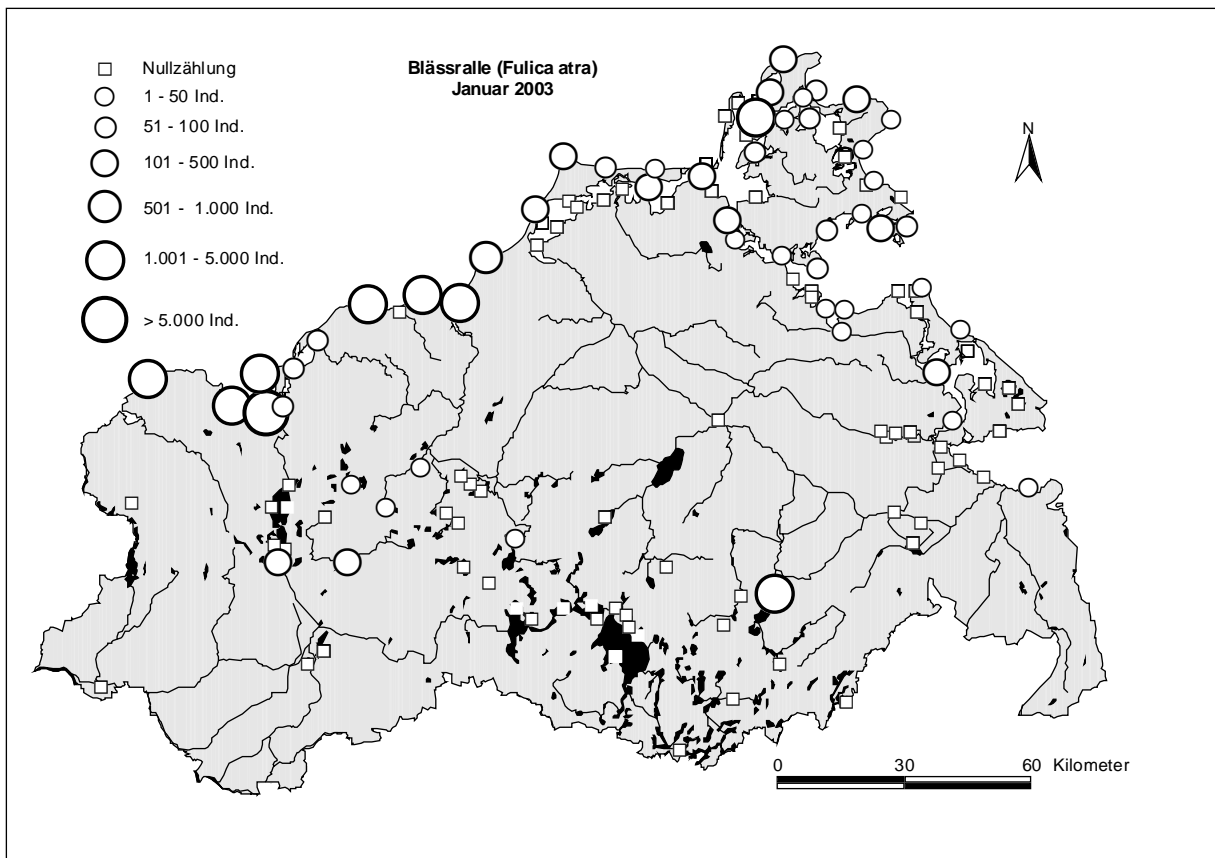 Blässralle (Fulica atra)
Januar 2003
Nullzählung
1 - 50 Ind.
51 - 100 Ind.
101 - 500 Ind.
501 - 1.000 Ind.
1.001 - 5.000 Ind.
> 5.000 Ind.
N
0 30 60 Kilometer